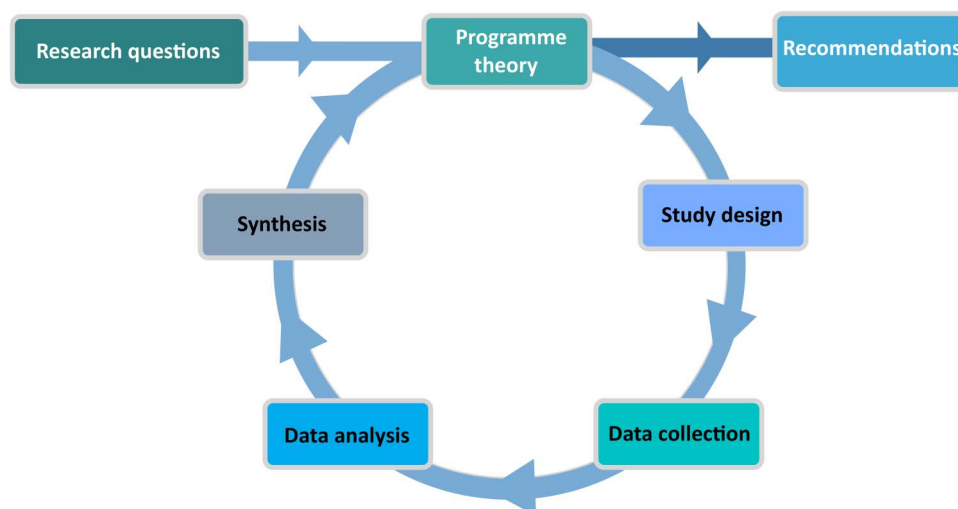 Research questions
Programme
theory
Recommendations
Synthesis
Study design
Data analysis
Data collection